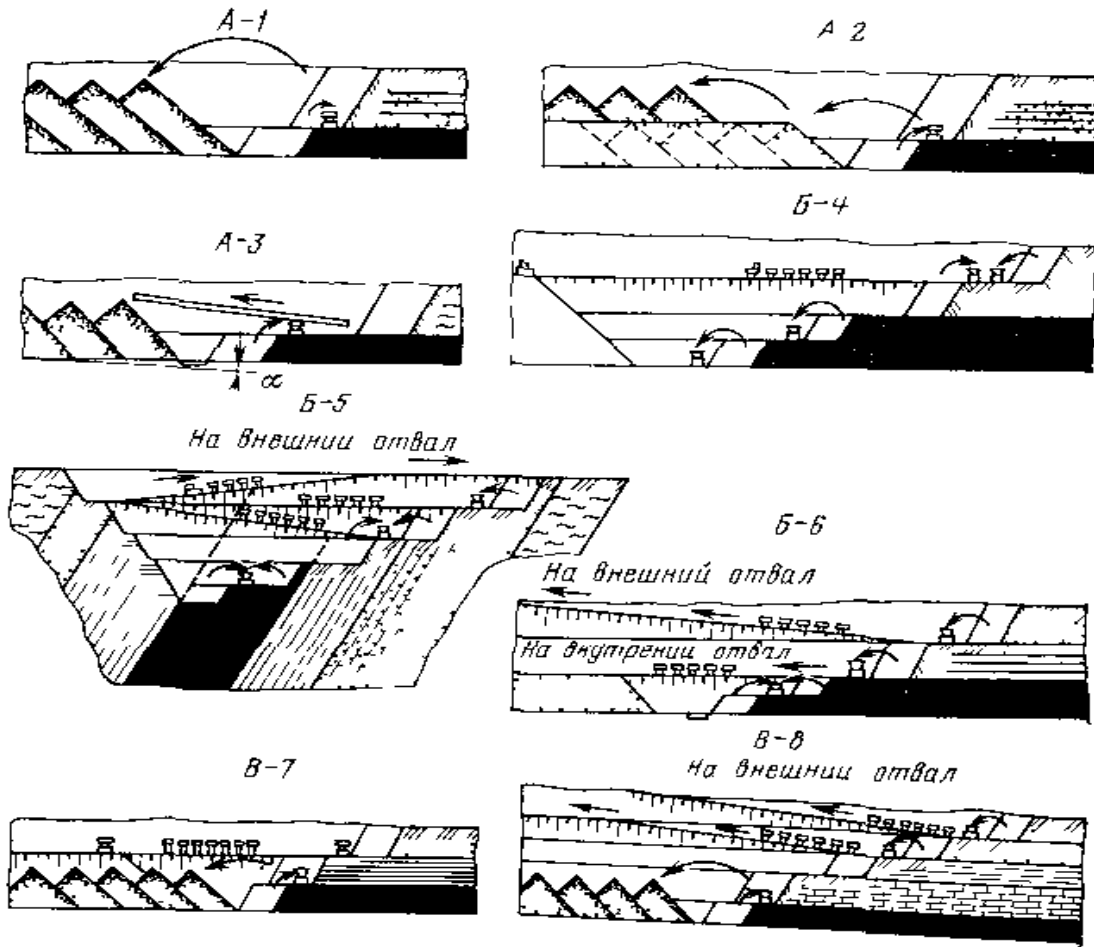 А-1
А 2
А-3
Б-4
α
Б-5
На внешнии отвал
Б-6
На внешний отвал
На внутрений отвал
В-7
В-8
На внешний отвал